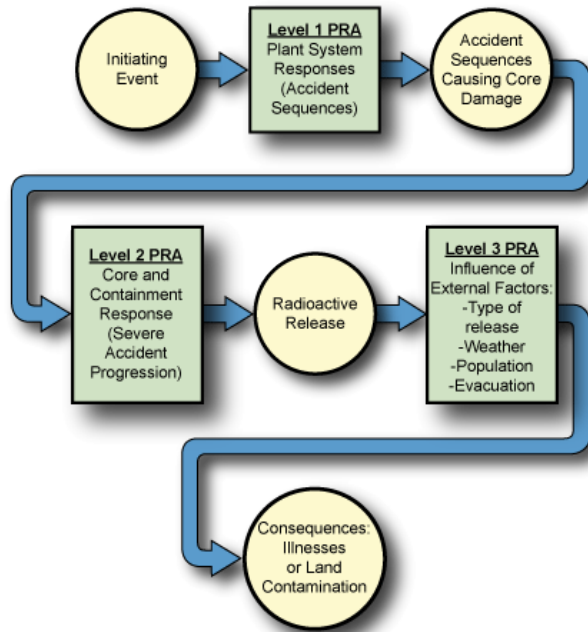 Initiating
Event
Level 1 PRA
Plant System
Responses
(Accident
Sequences)
Accident
Sequences
Causing Core
Damage
Level 2 PRA
Core and
Containment
Response
(Severe
Accident
Progression)
Radioactive
Release
Level 3 PRA
Influence of
External Factors:
-Type of
release
-Weather
-Population
-Evacuation
Consequences:
Illnesses
or Land
Contamination